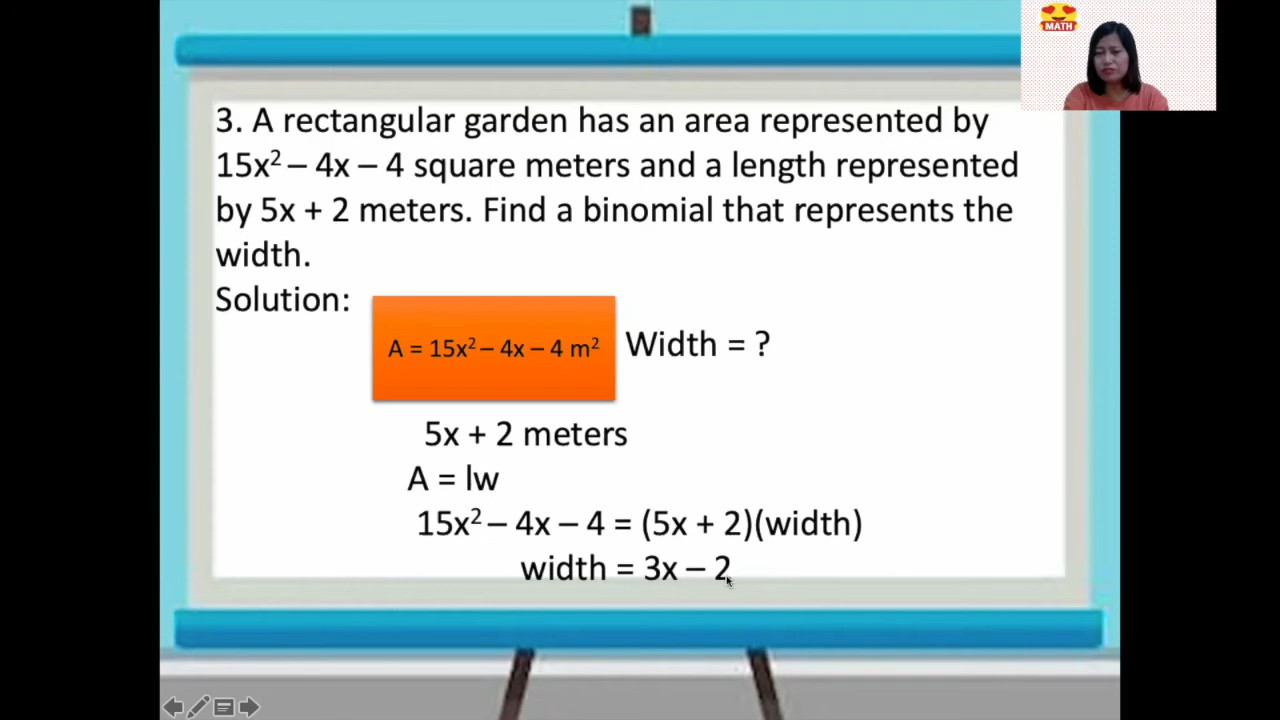 MATH
3. A rectangular garden has an area represented by
15x² – 4x – 4 square meters and a length represented
by 5x + 2 meters. Find a binomial that represents the
width.
Solution:
A = 15x² – 4x – 4 m²
Width = ?
5x + 2 meters
A = lw
15x² – 4x – 4 = (5x + 2)(width)
width = 3x – 2